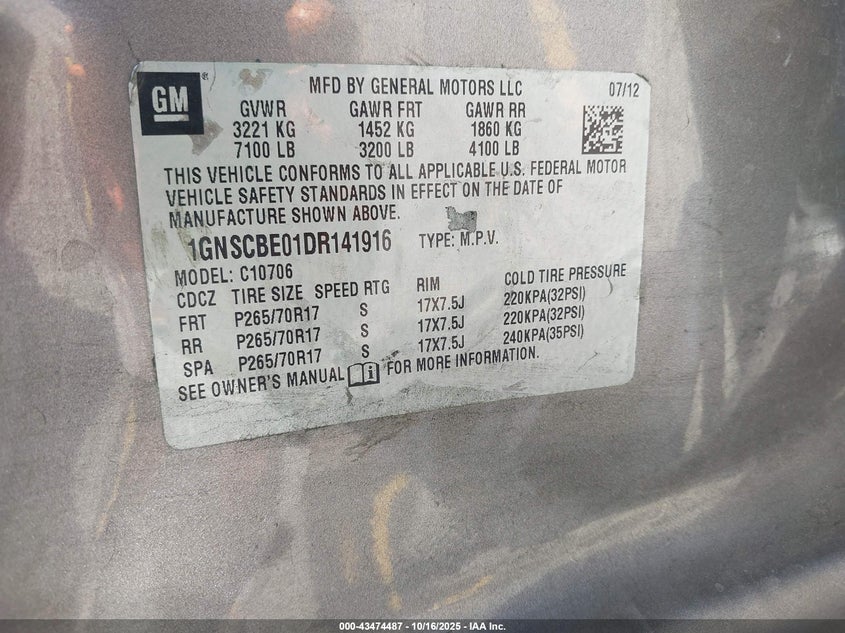 GM
MFD BY GENERAL MOTORS LLC 07/12
GVWR GAWR FRT GAWR RR
3221 KG 1452 KG 1860 KG
7100 LB 3200 LB 4100 LB
THIS VEHICLE CONFORMS TO ALL APPLICABLE U.S. FEDERAL MOTOR
VEHICLE SAFETY STANDARDS IN EFFECT ON THE DATE OF
MANUFACTURE SHOWN ABOVE.
1GNSCBE01DR141916 TYPE: M.P.V.
MODEL: C10706
CDCZ TIRE SIZE SPEED RTG RIM COLD TIRE PRESSURE
FRT P265/70R17 S 17X7.5J 220KPA(32PSI)
RR P265/70R17 S 17X7.5J 220KPA(32PSI)
SPA P265/70R17 S 17X7.5J 240KPA(35PSI)
SEE OWNER'S MANUAL FOR MORE INFORMATION.
000-43474487 - 10/16/2025 - IAA Inc.